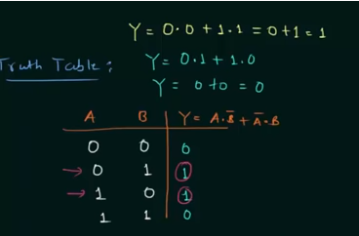 Y = 0·0 + 1·1 = 0+1 = 1
Truth Table: Y = 0.1 + 1.0
Y = 0 + 0 = 0
A B Y = A·B̅ + A̅·B
0 0 0
→ 0 1 1
→ 1 0 1
1 1 0